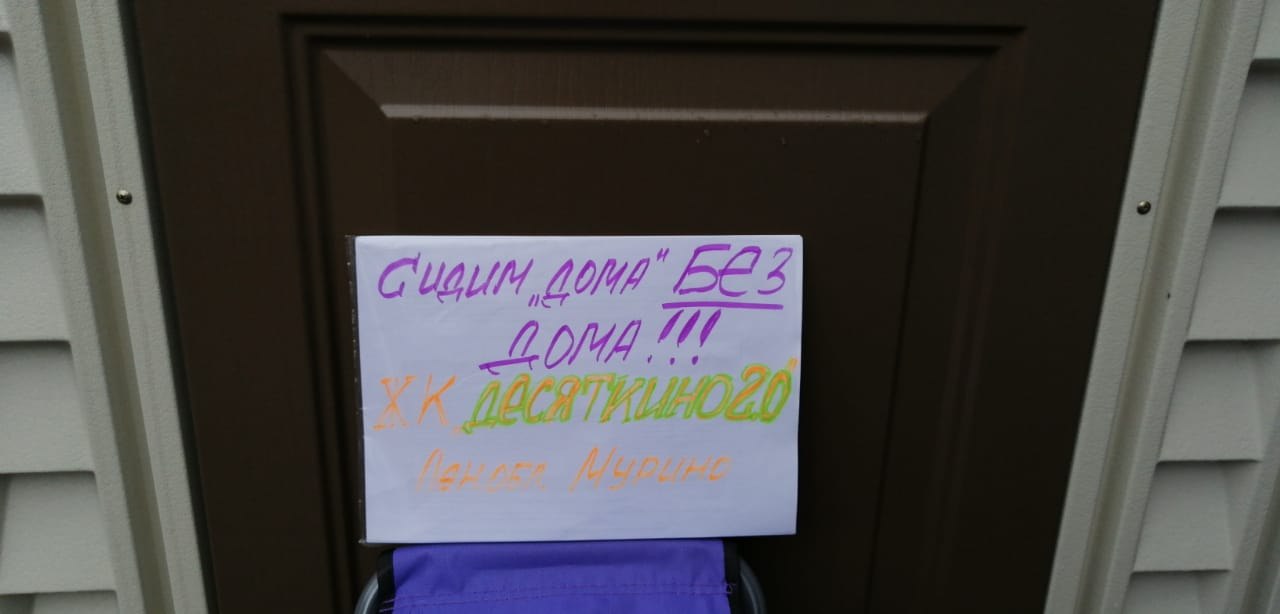 Сидим „дома" БЕЗ
дома!!!
ЖК „Десяткино 2.0"
Ленобл. Мурино